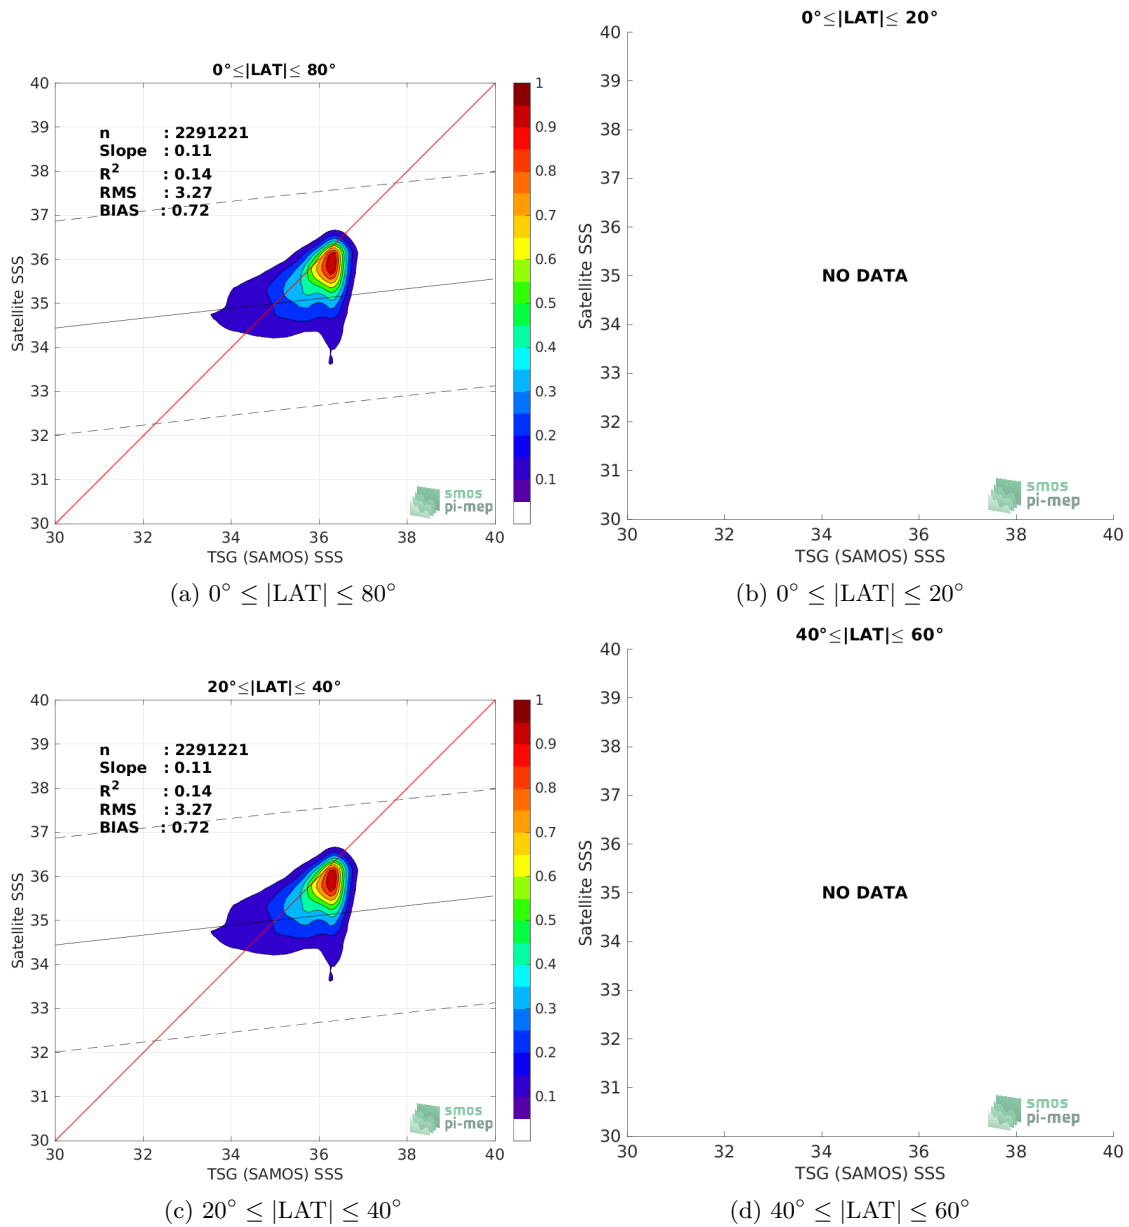 0°≤|LAT|≤ 80°
n : 2291221
Slope : 0.11
R² : 0.14
RMS : 3.27
BIAS : 0.72
40
39
38
37
36
35
34
33
32
31
30
30 32 34 36 38 40
Satellite SSS
TSG (SAMOS) SSS
1
0.9
0.8
0.7
0.6
0.5
0.4
0.3
0.2
0.1
smos
pi-mep
(a) 0° ≤ |LAT| ≤ 80°
0°≤|LAT|≤ 20°
40
39
38
37
36
35
34
33
32
31
30
30 32 34 36 38 40
Satellite SSS
NO DATA
TSG (SAMOS) SSS
smos
pi-mep
(b) 0° ≤ |LAT| ≤ 20°
20°≤|LAT|≤ 40°
n : 2291221
Slope : 0.11
R² : 0.14
RMS : 3.27
BIAS : 0.72
40
39
38
37
36
35
34
33
32
31
30
30 32 34 36 38 40
Satellite SSS
TSG (SAMOS) SSS
1
0.9
0.8
0.7
0.6
0.5
0.4
0.3
0.2
0.1
smos
pi-mep
(c) 20° ≤ |LAT| ≤ 40°
40°≤|LAT|≤ 60°
40
39
38
37
36
35
34
33
32
31
30
30 32 34 36 38 40
Satellite SSS
NO DATA
TSG (SAMOS) SSS
smos
pi-mep
(d) 40° ≤ |LAT| ≤ 60°